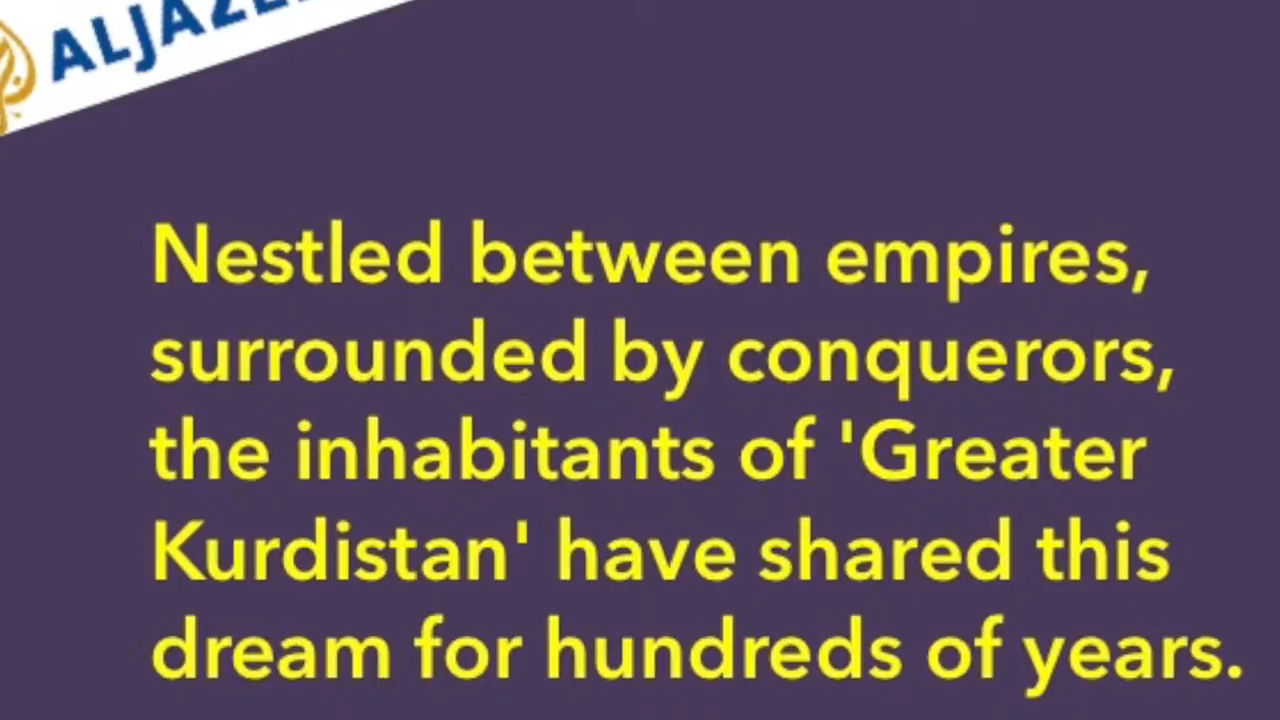 Nestled between empires,
surrounded by conquerors,
the inhabitants of 'Greater
Kurdistan' have shared this
dream for hundreds of years.